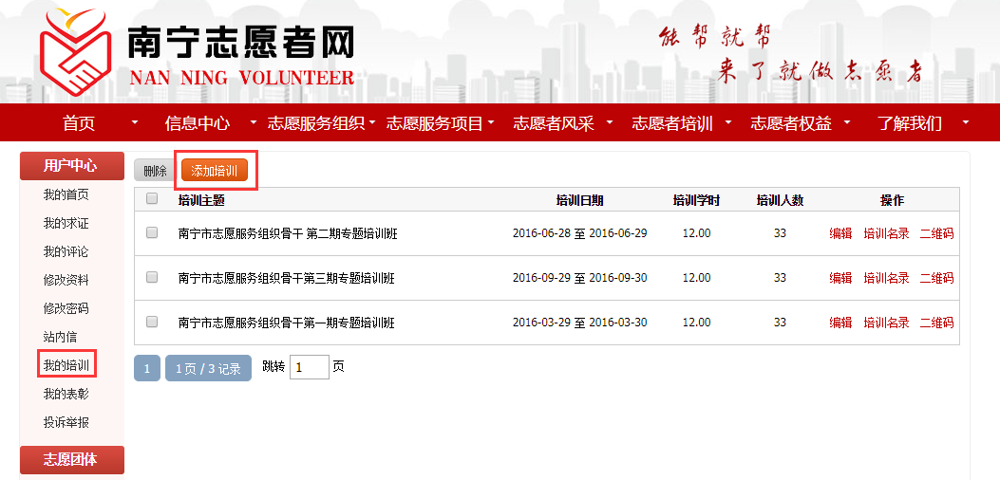 南宁志愿者网
NAN NING VOLUNTEER
能帮就帮
来了就做志愿者
首页 信息中心 志愿服务组织 志愿服务项目 志愿者风采 志愿者培训 志愿者权益 了解我们
用户中心
我的首页
我的求证
我的评论
修改资料
修改密码
站内信
我的培训
我的表彰
投诉举报
志愿团体
删除 添加培训
培训主题 培训日期 培训学时 培训人数 操作
南宁市志愿服务组织骨干 第二期专题培训班 2016-06-28 至 2016-06-29 12.00 33 编辑 培训名录 二维码
南宁市志愿服务组织骨干第三期专题培训班 2016-09-29 至 2016-09-30 12.00 33 编辑 培训名录 二维码
南宁市志愿服务组织骨干第一期专题培训班 2016-03-29 至 2016-03-30 12.00 33 编辑 培训名录 二维码
1 1 页 / 3 记录 跳转 1 页